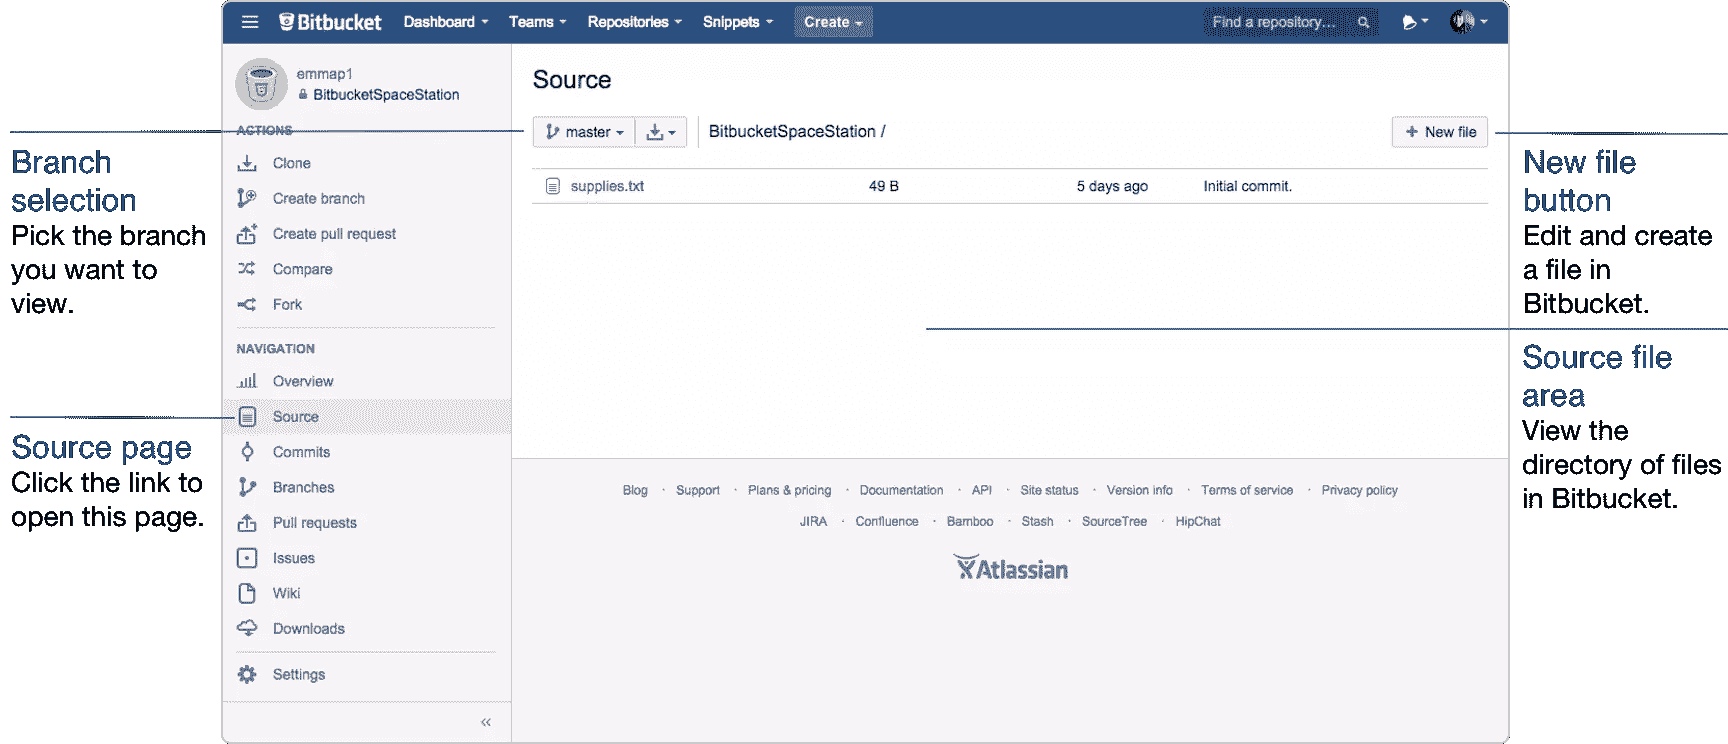 Bitbucket Dashboard Teams Repositories Snippets Create Find a repository...
emmap1
BitbucketSpaceStation
ACTIONS
Clone
Create branch
Create pull request
Compare
Fork
NAVIGATION
Overview
Source
Commits
Branches
Pull requests
Issues
Wiki
Downloads
Settings
«
Source
master BitbucketSpaceStation / + New file
supplies.txt 49 B 5 days ago Initial commit.
Blog · Support · Plans & pricing · Documentation · API · Site status · Version info · Terms of service · Privacy policy
JIRA · Confluence · Bamboo · Stash · SourceTree · HipChat
Atlassian
Branch
selection
Pick the branch
you want to
view.
Source page
Click the link to
open this page.
New file
button
Edit and create
a file in
Bitbucket.
Source file
area
View the
directory of files
in Bitbucket.